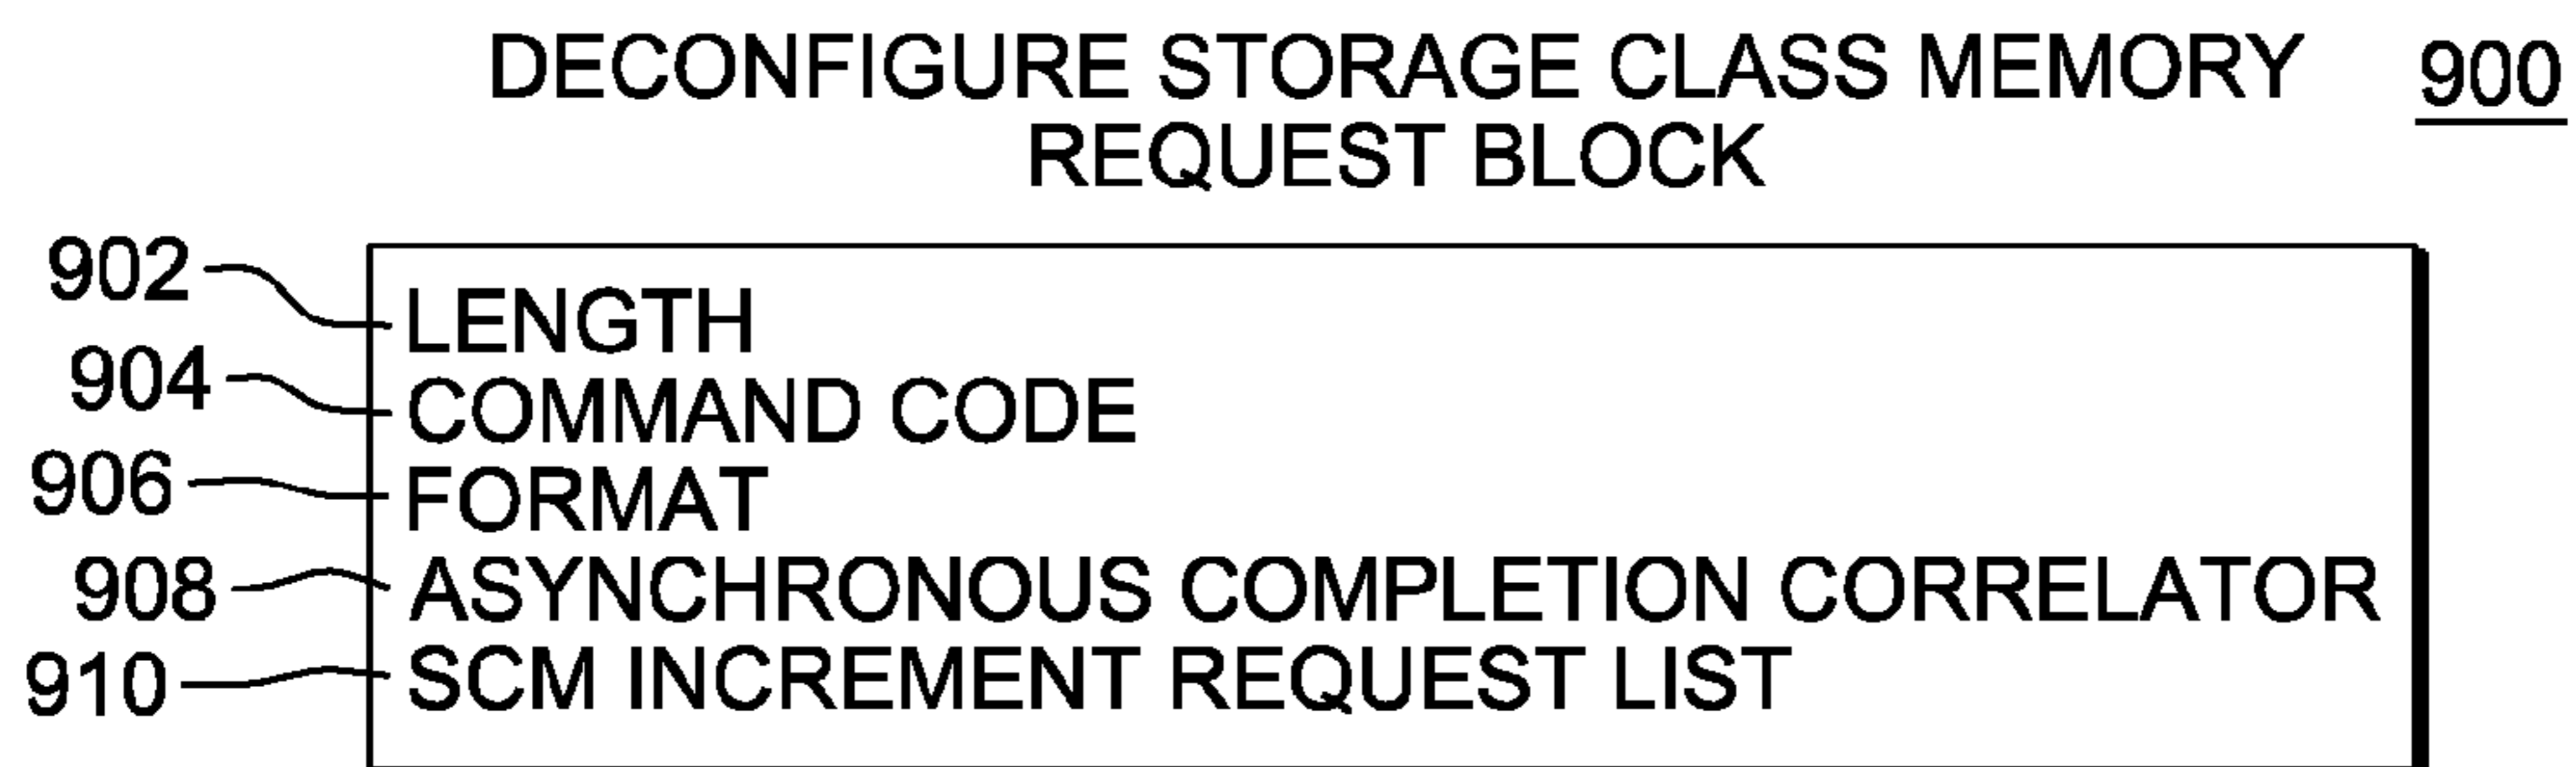 DECONFIGURE STORAGE CLASS MEMORY 900
REQUEST BLOCK
902 LENGTH
904 COMMAND CODE
906 FORMAT
908 ASYNCHRONOUS COMPLETION CORRELATOR
910 SCM INCREMENT REQUEST LIST